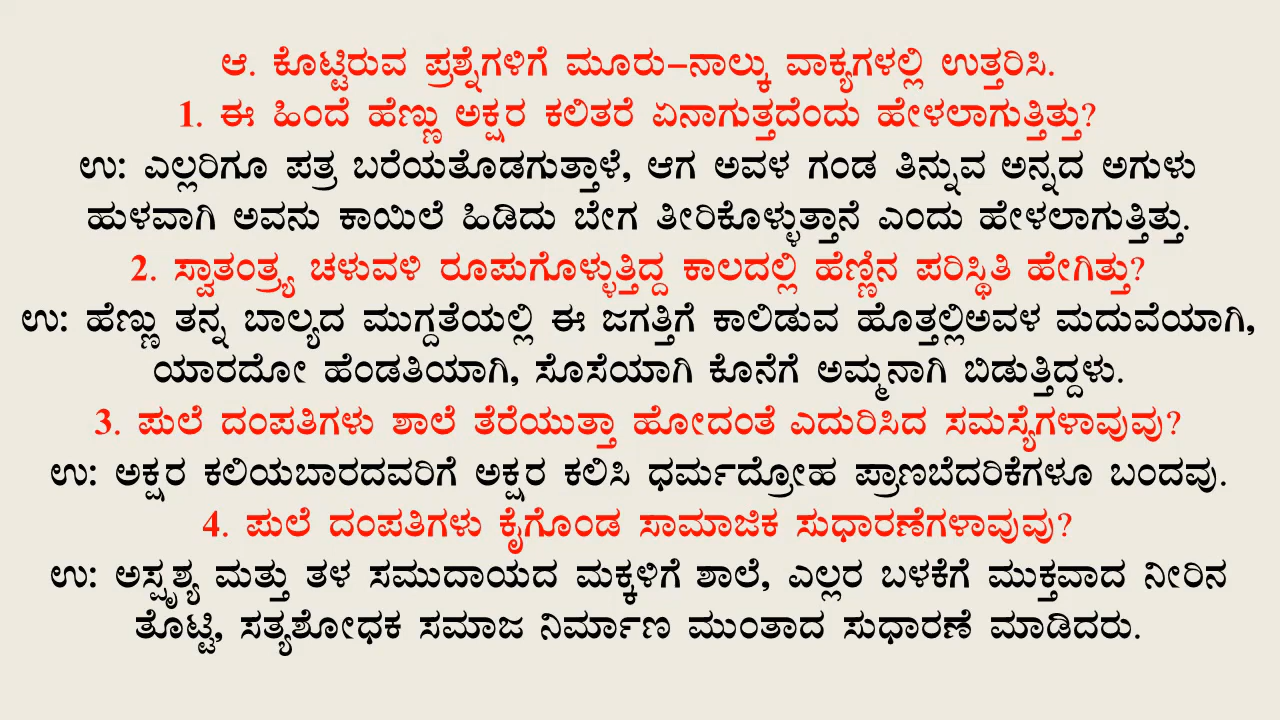 ಆ. ಕೊಟ್ಟಿರುವ ಪ್ರಶ್ನೆಗಳಿಗೆ ಮೂರು–ನಾಲ್ಕು ವಾಕ್ಯಗಳಲ್ಲಿ ಉತ್ತರಿಸಿ.
1. ಈ ಹಿಂದೆ ಹೆಣ್ಣು ಅಕ್ಷರ ಕಲಿತರೆ ಏನಾಗುತ್ತದೆಂದು ಹೇಳಲಾಗುತ್ತಿತ್ತು?
ಉ: ಎಲ್ಲರಿಗೂ ಪತ್ರ ಬರೆಯತೊಡಗುತ್ತಾಳೆ, ಆಗ ಅವಳ ಗಂಡ ತಿನ್ನುವ ಅನ್ನದ ಅಗುಳು
ಹುಳವಾಗಿ ಅವನು ಕಾಯಿಲೆ ಹಿಡಿದು ಬೇಗ ತೀರಿಕೊಳ್ಳುತ್ತಾನೆ ಎಂದು ಹೇಳಲಾಗುತ್ತಿತ್ತು.
2. ಸ್ವಾತಂತ್ರ್ಯ ಚಳುವಳಿ ರೂಪುಗೊಳ್ಳುತ್ತಿದ್ದ ಕಾಲದಲ್ಲಿ ಹೆಣ್ಣಿನ ಪರಿಸ್ಥಿತಿ ಹೇಗಿತ್ತು?
ಉ: ಹೆಣ್ಣು ತನ್ನ ಬಾಲ್ಯದ ಮುಗ್ದತೆಯಲ್ಲಿ ಈ ಜಗತ್ತಿಗೆ ಕಾಲಿಡುವ ಹೊತ್ತಲ್ಲಿಅವಳ ಮದುವೆಯಾಗಿ,
ಯಾರದೋ ಹೆಂಡತಿಯಾಗಿ, ಸೊಸೆಯಾಗಿ ಕೊನೆಗೆ ಅಮ್ಮನಾಗಿ ಬಿಡುತ್ತಿದ್ದಳು.
3. ಪುಲೆ ದಂಪತಿಗಳು ಶಾಲೆ ತೆರೆಯುತ್ತಾ ಹೋದಂತೆ ಎದುರಿಸಿದ ಸಮಸ್ಯೆಗಳಾವುವು?
ಉ: ಅಕ್ಷರ ಕಲಿಯಬಾರದವರಿಗೆ ಅಕ್ಷರ ಕಲಿಸಿ ಧರ್ಮದ್ರೋಹ ಪ್ರಾಣಬೆದರಿಕೆಗಳೂ ಬಂದವು.
4. ಪುಲೆ ದಂಪತಿಗಳು ಕೈಗೊಂಡ ಸಾಮಾಜಿಕ ಸುಧಾರಣೆಗಳಾವುವು?
ಉ: ಅಸ್ಪೃಶ್ಯ ಮತ್ತು ತಳ ಸಮುದಾಯದ ಮಕ್ಕಳಿಗೆ ಶಾಲೆ, ಎಲ್ಲರ ಬಳಕೆಗೆ ಮುಕ್ತವಾದ ನೀರಿನ
ತೊಟ್ಟಿ, ಸತ್ಯಶೋಧಕ ಸಮಾಜ ನಿರ್ಮಾಣ ಮುಂತಾದ ಸುಧಾರಣೆ ಮಾಡಿದರು.